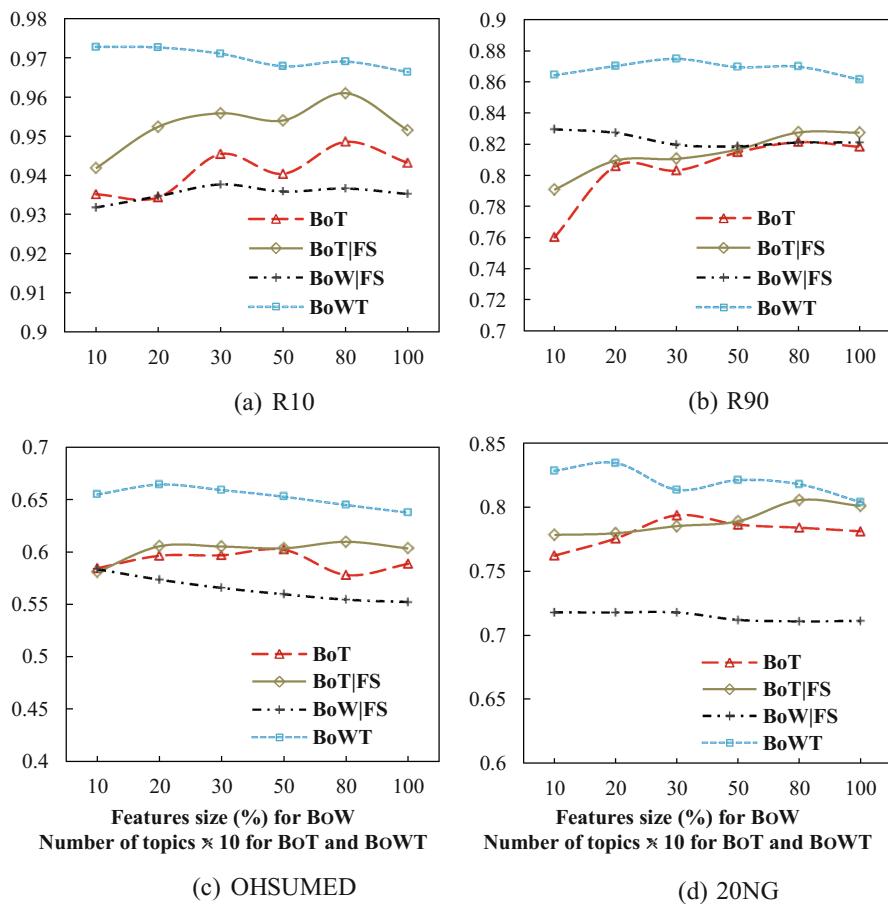 0.98
0.97
0.96
0.95
0.94
0.93
0.92
0.91
0.9
BoT
BoT|FS
BoW|FS
BoWT
10 20 30 50 80 100
(a) R10
0.9
0.88
0.86
0.84
0.82
0.8
0.78
0.76
0.74
0.72
0.7
BoT
BoT|FS
BoW|FS
BoWT
10 20 30 50 80 100
(b) R90
0.7
0.65
0.6
0.55
0.5
0.45
0.4
BoT
BoT|FS
BoW|FS
BoWT
10 20 30 50 80 100
Features size (%) for BOW
Number of topics × 10 for BOT and BOWT
(c) OHSUMED
0.85
0.8
0.75
0.7
0.65
0.6
BoT
BoT|FS
BoW|FS
BoWT
10 20 30 50 80 100
Features size (%) for BOW
Number of topics × 10 for BOT and BOWT
(d) 20NG